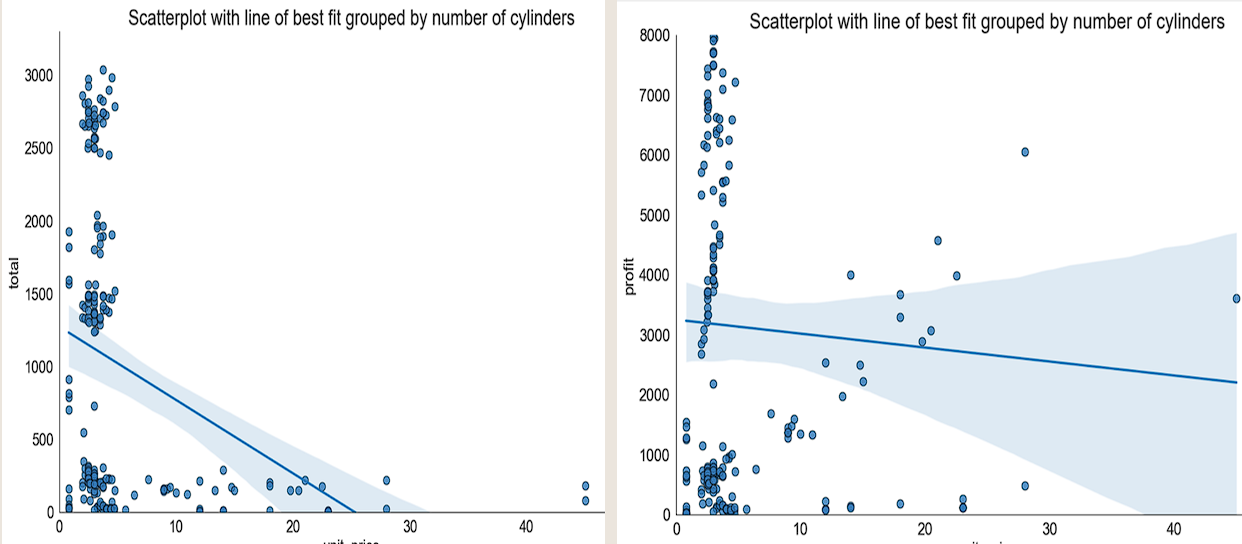 Scatterplot with line of best fit grouped by number of cylinders
3000
2500
2000
1500
1000
500
0
total
0 10 20 30 40
Scatterplot with line of best fit grouped by number of cylinders
8000
7000
6000
5000
4000
3000
2000
1000
0
profit
0 10 20 30 40